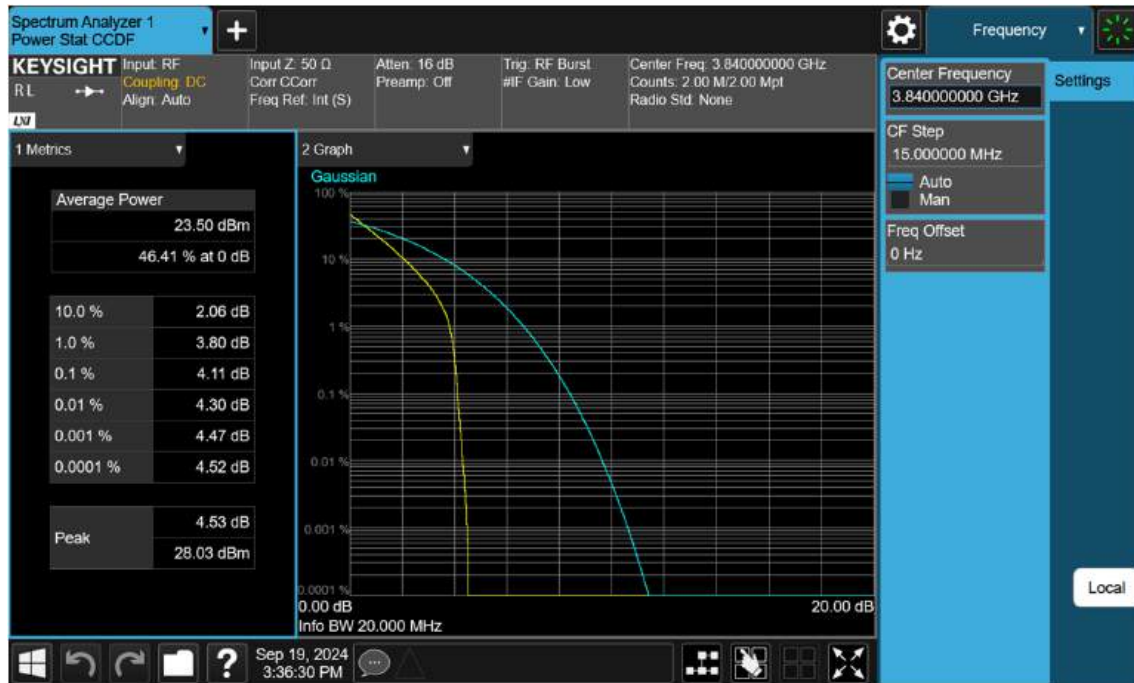 Spectrum Analyzer 1
Power Stat CCDF
+
Frequency
KEYSIGHT
R L
LXI
Input: RF
Coupling: DC
Align: Auto
Input Z: 50 Ω
Corr CCorr
Freq Ref: Int (S)
Atten: 16 dB
Preamp: Off
Trig: RF Burst
#IF Gain: Low
Center Freq: 3.840000000 GHz
Counts: 2.00 M/2.00 Mpt
Radio Std: None
Center Frequency
3.840000000 GHz
Settings
CF Step
15.000000 MHz
Auto
Man
Freq Offset
0 Hz
1 Metrics
Average Power
23.50 dBm
46.41 % at 0 dB
10.0 % 2.06 dB
1.0 % 3.80 dB
0.1 % 4.11 dB
0.01 % 4.30 dB
0.001 % 4.47 dB
0.0001 % 4.52 dB
Peak
4.53 dB
28.03 dBm
2 Graph
Gaussian
100 %
10 %
1 %
0.1 %
0.01 %
0.001 %
0.0001 %
0.00 dB 20.00 dB
Info BW 20.000 MHz
Local
?
Sep 19, 2024
3:36:30 PM